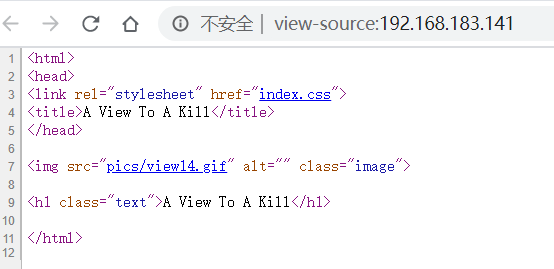 不安全 | view-source:192.168.183.141
1 <html>
2 <head>
3 <link rel="stylesheet" href="index.css">
4 <title>A View To A Kill</title>
5 </head>
6
7 <img src="pics/view14.gif" alt="" class="image">
8
9 <h1 class="text">A View To A Kill</h1>
10
11 </html>
12